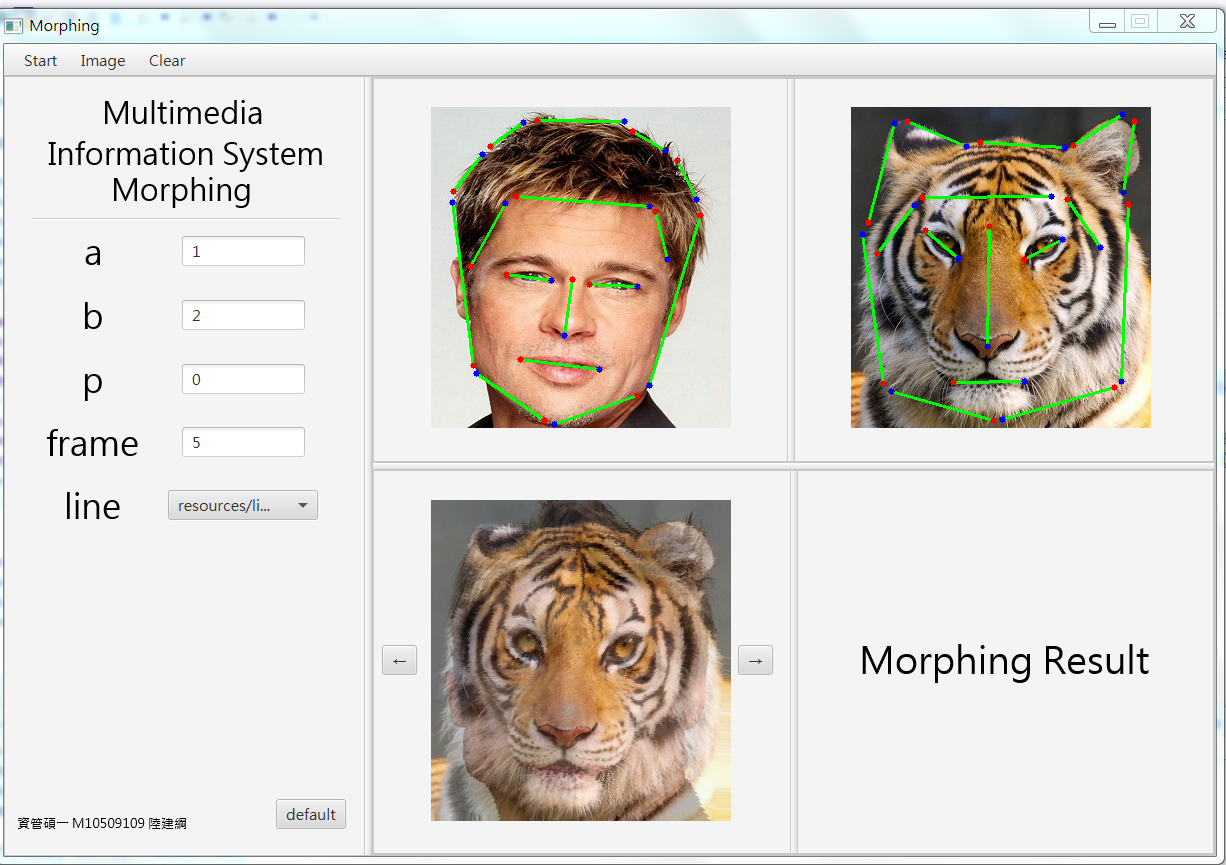 Morphing
Start Image Clear
Multimedia
Information System
Morphing
a 1
b 2
p 0
frame 5
line resources/li...
← →
Morphing Result
default
資管碩一 M10509109 陸建綱